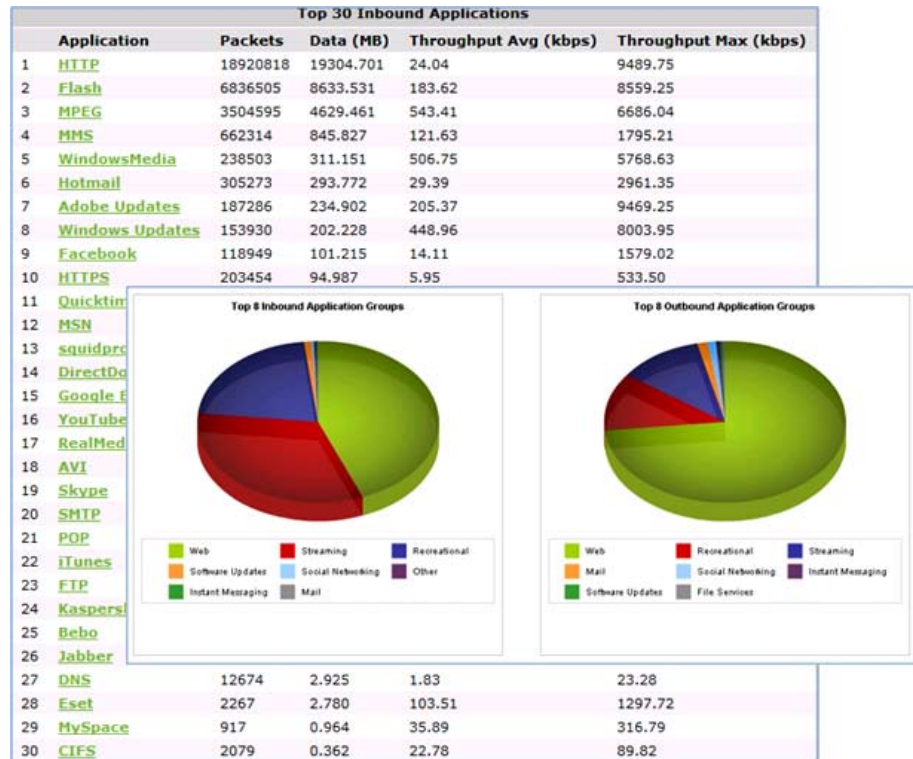 Top 30 Inbound Applications
Application Packets Data (MB) Throughput Avg (kbps) Throughput Max (kbps)
1 HTTP 18920818 19304.701 24.04 9489.75
2 Flash 6836505 8633.531 183.62 8559.25
3 MPEG 3504595 4629.461 543.41 6686.04
4 MMS 662314 845.827 121.63 1795.21
5 WindowsMedia 238503 311.151 506.75 5768.63
6 Hotmail 305273 293.772 29.39 2961.35
7 Adobe Updates 187286 234.902 205.37 9469.25
8 Windows Updates 153930 202.228 448.96 8003.95
9 Facebook 118949 101.215 14.11 1579.02
10 HTTPS 203454 94.987 5.95 533.50
11 Quicktim
12 MSN
13 squidpro
14 DirectDo
15 Google E
16 YouTube
17 RealMed
18 AVI
19 Skype
20 SMTP
21 POP
22 iTunes
23 FTP
24 Kaspersk
25 Bebo
26 Jabber
27 DNS 12674 2.925 1.83 23.28
28 Eset 2267 2.780 103.51 1297.72
29 MySpace 917 0.964 35.89 316.79
30 CIFS 2079 0.362 22.78 89.82
Top 8 Inbound Application Groups
Web Streaming Recreational
Software Updates Social Networking Other
Instant Messaging Mail
Top 8 Outbound Application Groups
Web Recreational Streaming
Mail Social Networking Instant Messaging
Software Updates File Services